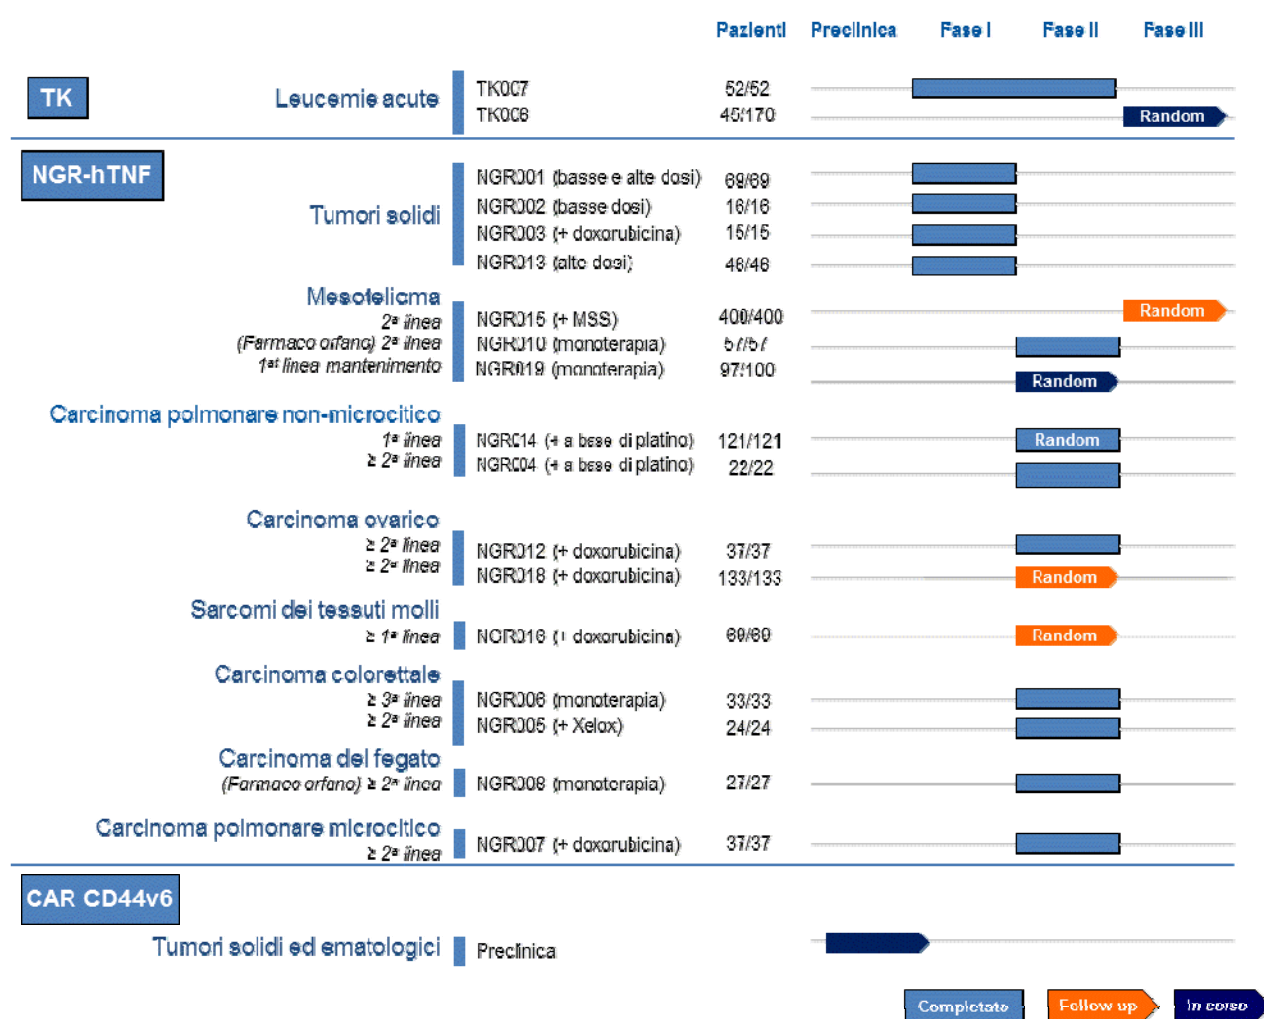 Pazienti Preclinica Fase I Fase II Fase III
TK
Leucemie acute
TK007 52/52
TK008 45/170 Random
NGR-hTNF
Tumori solidi
NGR001 (basse e alte dosi) 69/69
NGR002 (basse dosi) 16/16
NGR003 (+ doxorubicina) 15/15
NGR013 (alte dosi) 48/48
Mesotelioma
2ª linea NGR015 (+ MSS) 400/400 Random
(Farmaco orfano) 2ª linea NGR010 (monoterapia) 57/57
1ªt linea mantenimento NGR019 (monoterapia) 97/100 Random
Carcinoma polmonare non-microcitico
1ª linea NGR014 (+ a base di platino) 121/121 Random
≥ 2ª linea NGR004 (+ a base di platino) 22/22
Carcinoma ovarico
≥ 2ª linea NGR012 (+ doxorubicina) 37/37
≥ 2ª linea NGR018 (+ doxorubicina) 133/133 Random
Sarcomi dei tessuti molli
≥ 1ª linea NGR016 (+ doxorubicina) 69/69 Random
Carcinoma colorettale
≥ 3ª linea NGR006 (monoterapia) 33/33
≥ 2ª linea NGR005 (+ Xelox) 24/24
Carcinoma del fegato
(Farmaco orfano) ≥ 2ª linea NGR008 (monoterapia) 27/27
Carcinoma polmonare microcitico
≥ 2ª linea NGR007 (+ doxorubicina) 37/37
CAR CD44v6
Tumori solidi ed ematologici Preclinica
Completato Follow up In corso